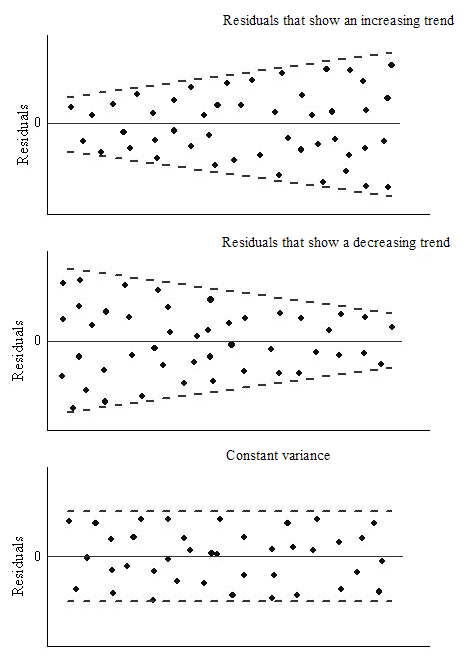 Residuals that show an increasing trend
Residuals
0
Residuals that show a decreasing trend
Residuals
0
Constant variance
Residuals
0